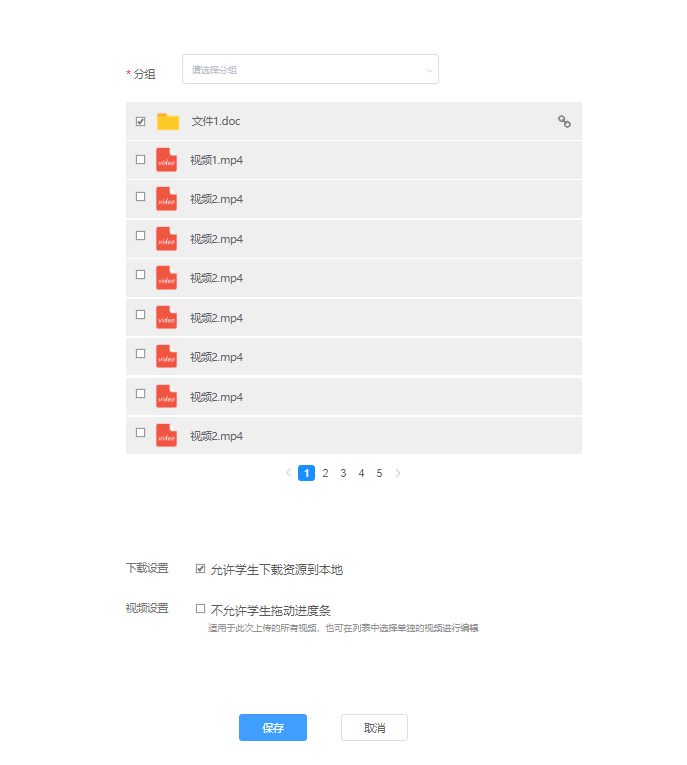 * 分组 请选择分组
文件1.doc
video 视频1.mp4
video 视频2.mp4
video 视频2.mp4
video 视频2.mp4
video 视频2.mp4
video 视频2.mp4
video 视频2.mp4
video 视频2.mp4
1 2 3 4 5
下载设置 允许学生下载资源到本地
视频设置 不允许学生拖动进度条
适用于此次上传的所有视频，也可在列表中选择单独的视频进行编辑
保存 取消